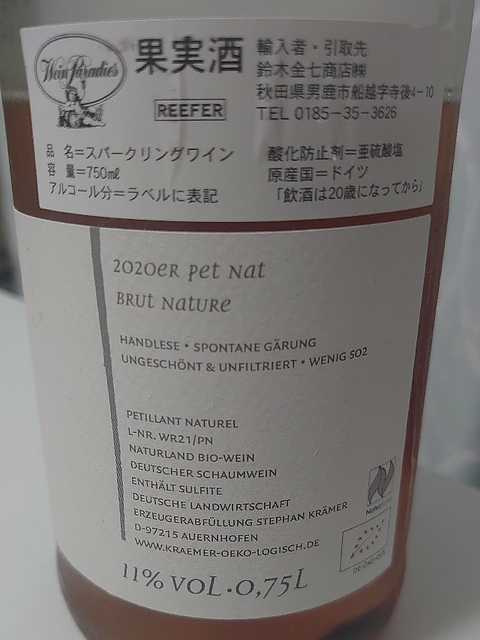 Wein Paradies
果実酒
REEFER
輸入者・引取先
鈴木金七商店㈱
秋田県男鹿市船越字寺後4-10
TEL 0185-35-3626
品 名=スパークリングワイン
容 量=750㎖
アルコール分=ラベルに表記
酸化防止剤=亜硫酸塩
原産国=ドイツ
「飲酒は20歳になってから」
2020er Pet Nat
Brut Nature
HANDLESE • SPONTANE GÄRUNG
UNGESCHÖNT & UNFILTRIERT • WENIG SO2
PETILLANT NATUREL
L-NR. WR21/PN
NATURLAND BIO-WEIN
DEUTSCHER SCHAUMWEIN
ENTHÄLT SULFITE
DEUTSCHE LANDWIRTSCHAFT
ERZEUGERABFÜLLUNG STEPHAN KRÄMER
D-97215 AUERNHOFEN
WWW.KRAEMER-OEKO-LOGISCH.DE
11% VOL • 0,75L